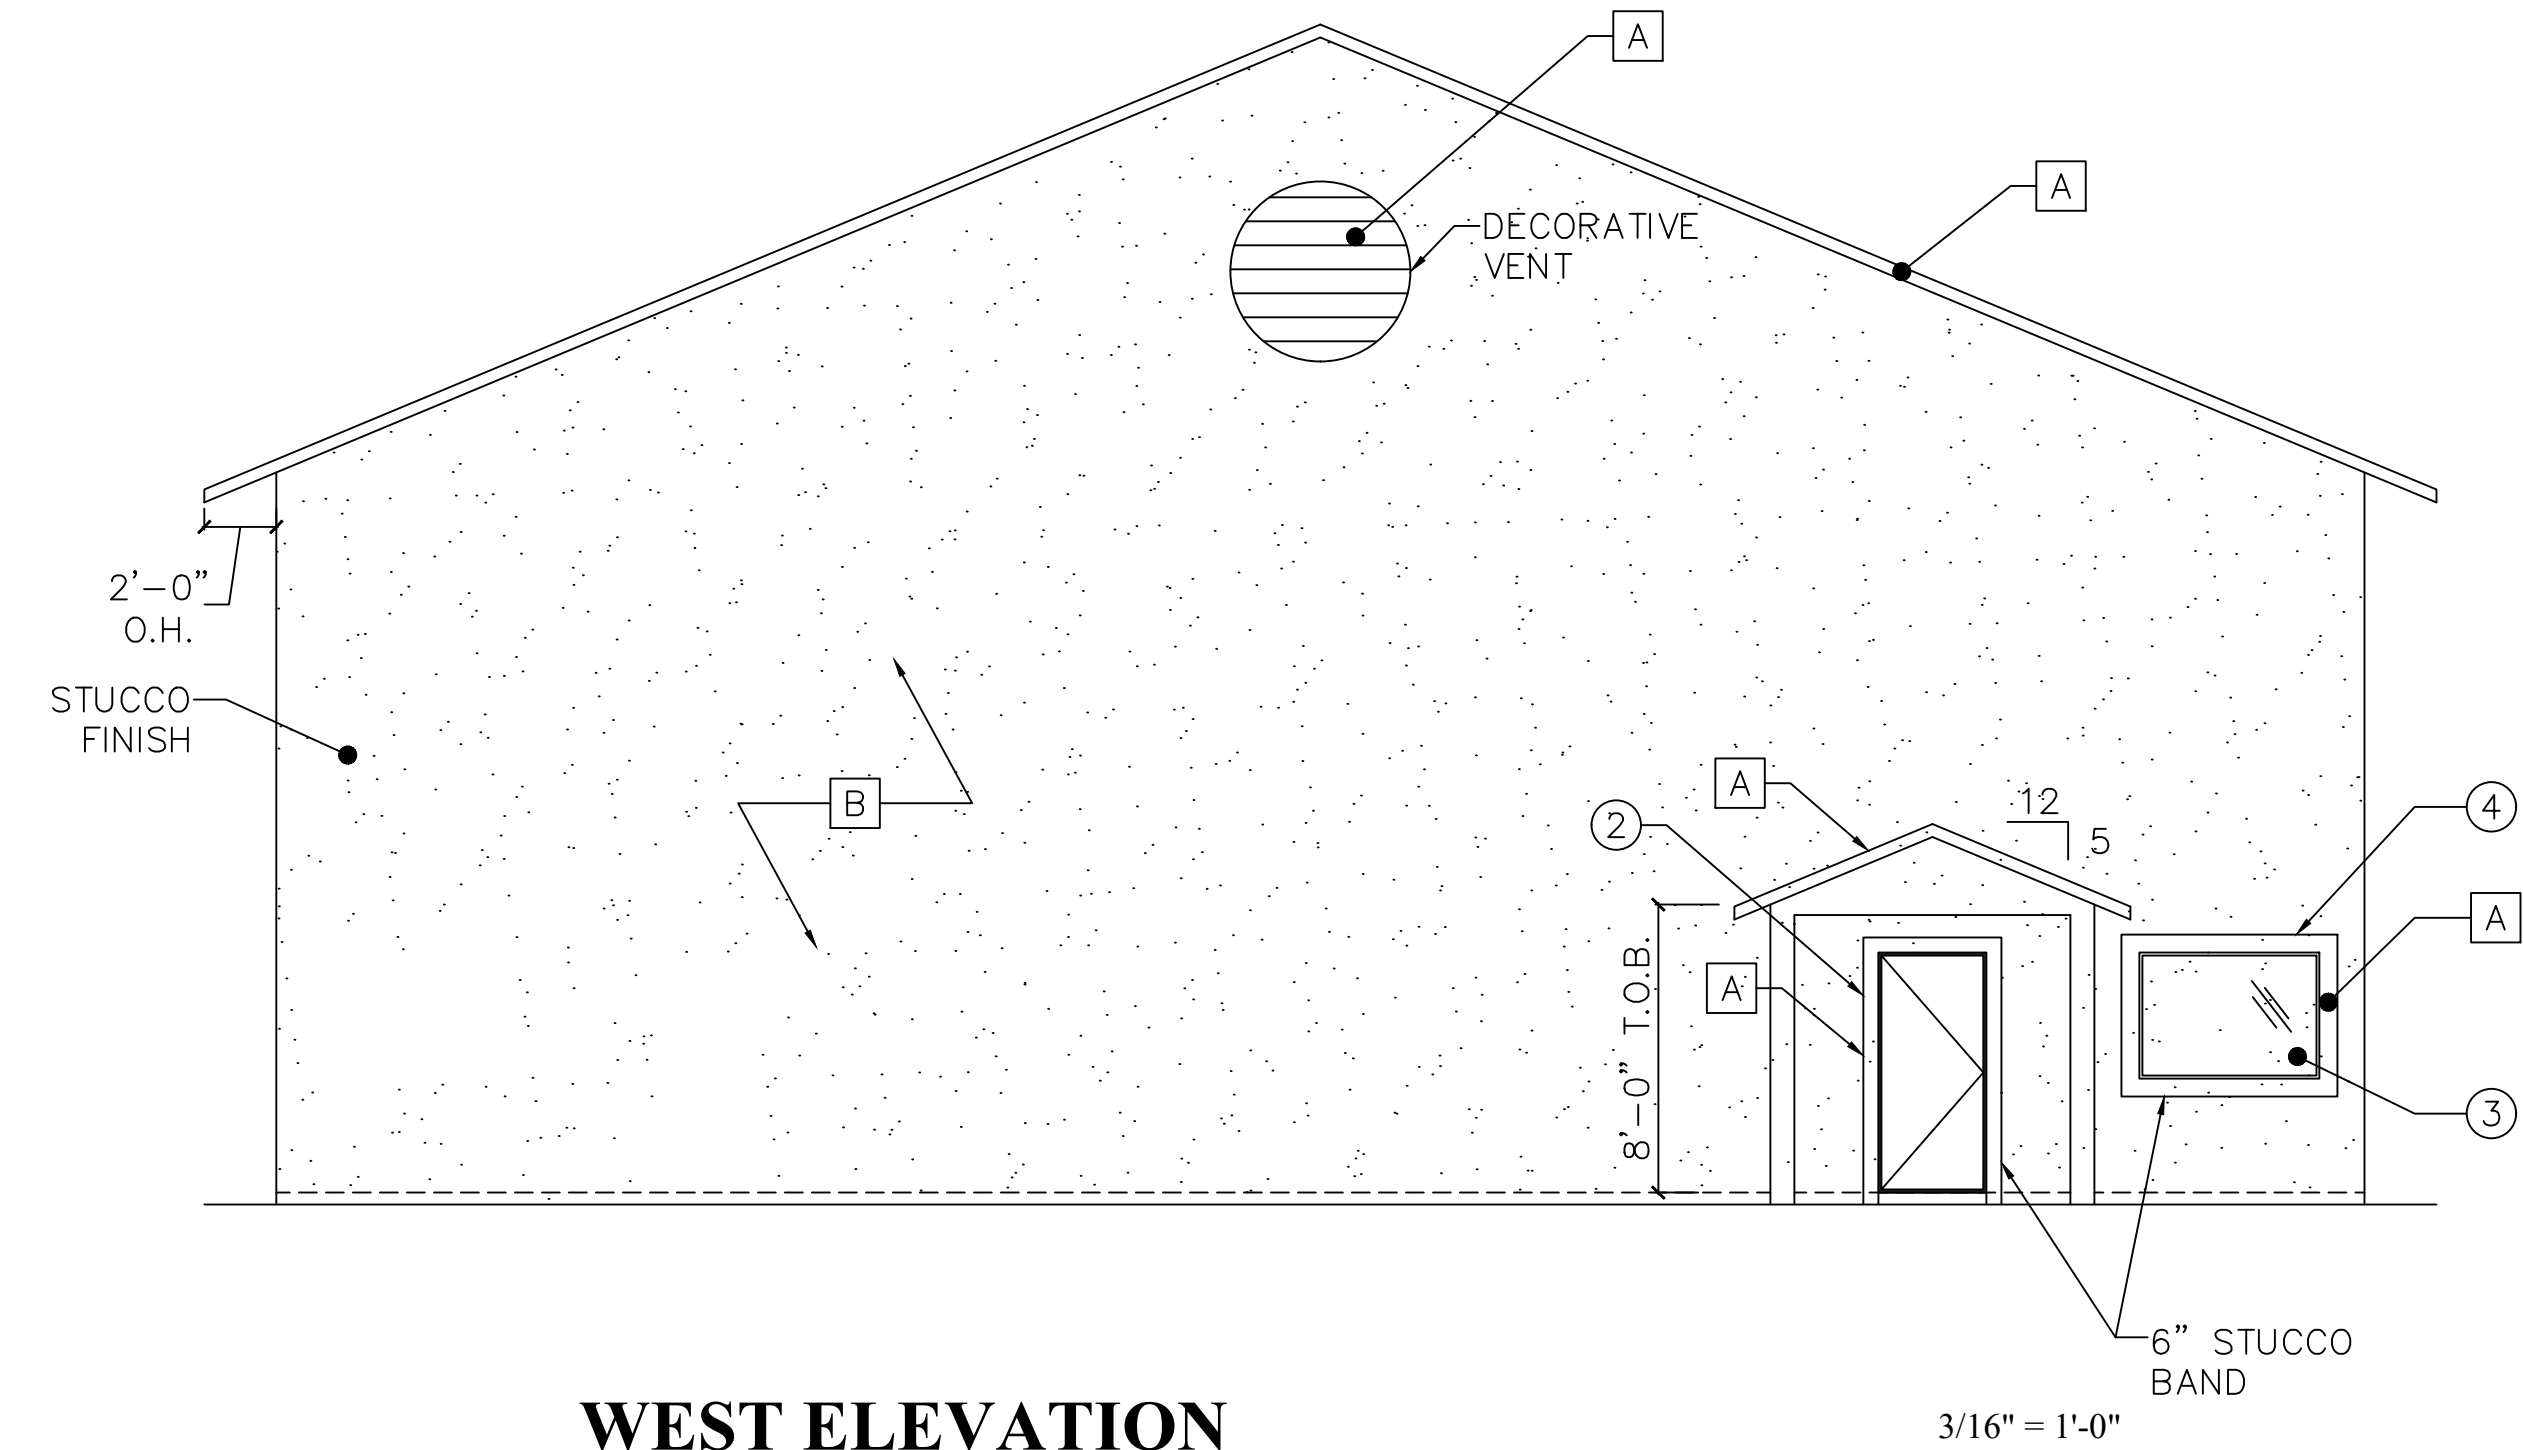 A
A
DECORATIVE
VENT
2'-0"
O.H.
STUCCO
FINISH
B
A
2
12
5
4
A
A
8'-0" T.O.B.
3
6" STUCCO
BAND
WEST ELEVATION
3/16" = 1'-0"